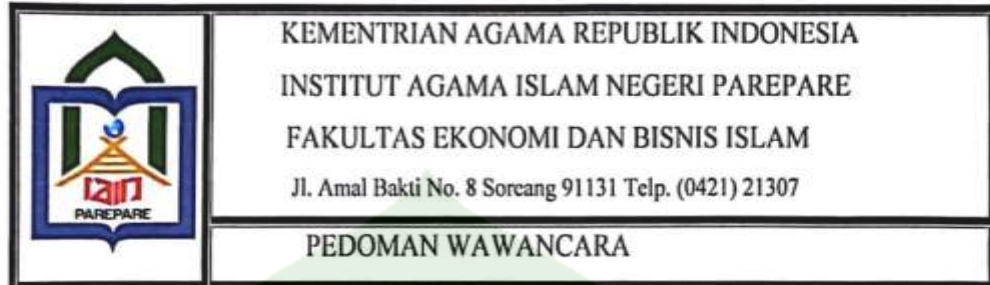 KEMENTRIAN AGAMA REPUBLIK INDONESIA
INSTITUT AGAMA ISLAM NEGERI PAREPARE
FAKULTAS EKONOMI DAN BISNIS ISLAM
Jl. Amal Bakti No. 8 Soreang 91131 Telp. (0421) 21307
iain
PAREPARE
PEDOMAN WAWANCARA